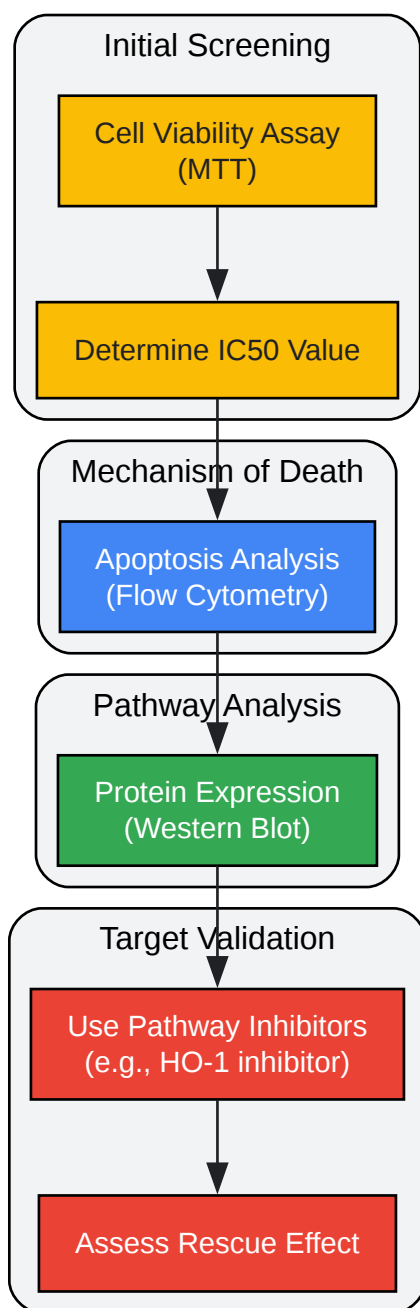 Initial Screening
Cell Viability Assay
(MTT)
Determine IC50 Value
Mechanism of Death
Apoptosis Analysis
(Flow Cytometry)
Pathway Analysis
Protein Expression
(Western Blot)
Target Validation
Use Pathway Inhibitors
(e.g., HO-1 inhibitor)
Assess Rescue Effect